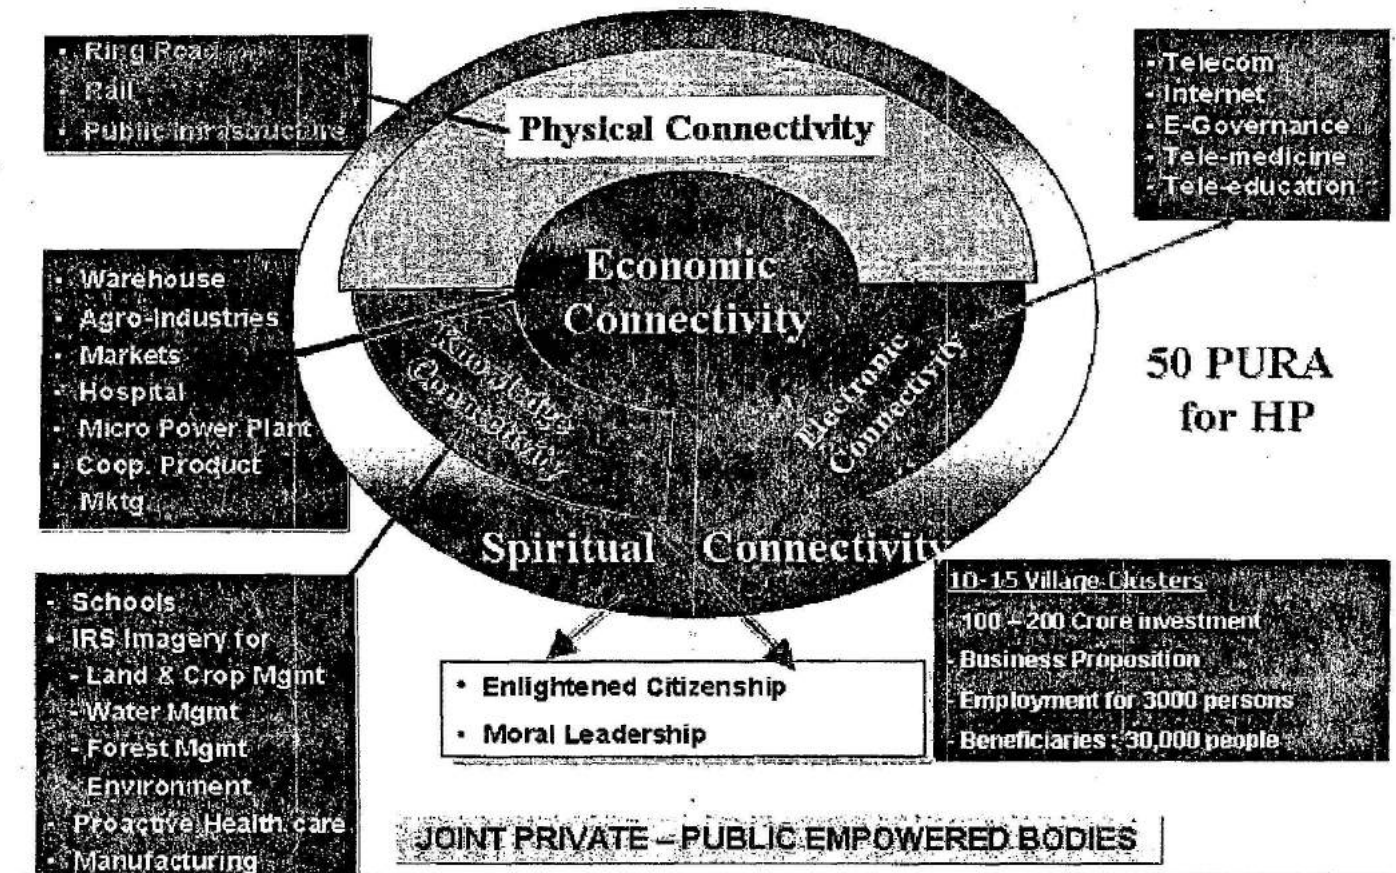 · Ring Road
· Rail
· Public infrastructure
Physical Connectivity
- Telecom
- Internet
- E-Governance
- Tele-medicine
- Tele-education
· Warehouse
· Agro-Industries
· Markets
· Hospital
· Micro Power Plant
· Coop. Product
Mktg
Economic
Connectivity
Knowledge
Connectivity
Electronic
Connectivity
50 PURA
for HP
Spiritual Connectivity
- Schools
· IRS Imagery for
- Land & Crop Mgmt
- Water Mgmt
- Forest Mgmt
Environment
· Proactive Health care
· Manufacturing
• Enlightened Citizenship
· Moral Leadership
10-15 Village Clusters
- 100 – 200 Crore investment
- Business Proposition
- Employment for 3000 persons
- Beneficiaries : 30,000 people
JOINT PRIVATE – PUBLIC EMPOWERED BODIES